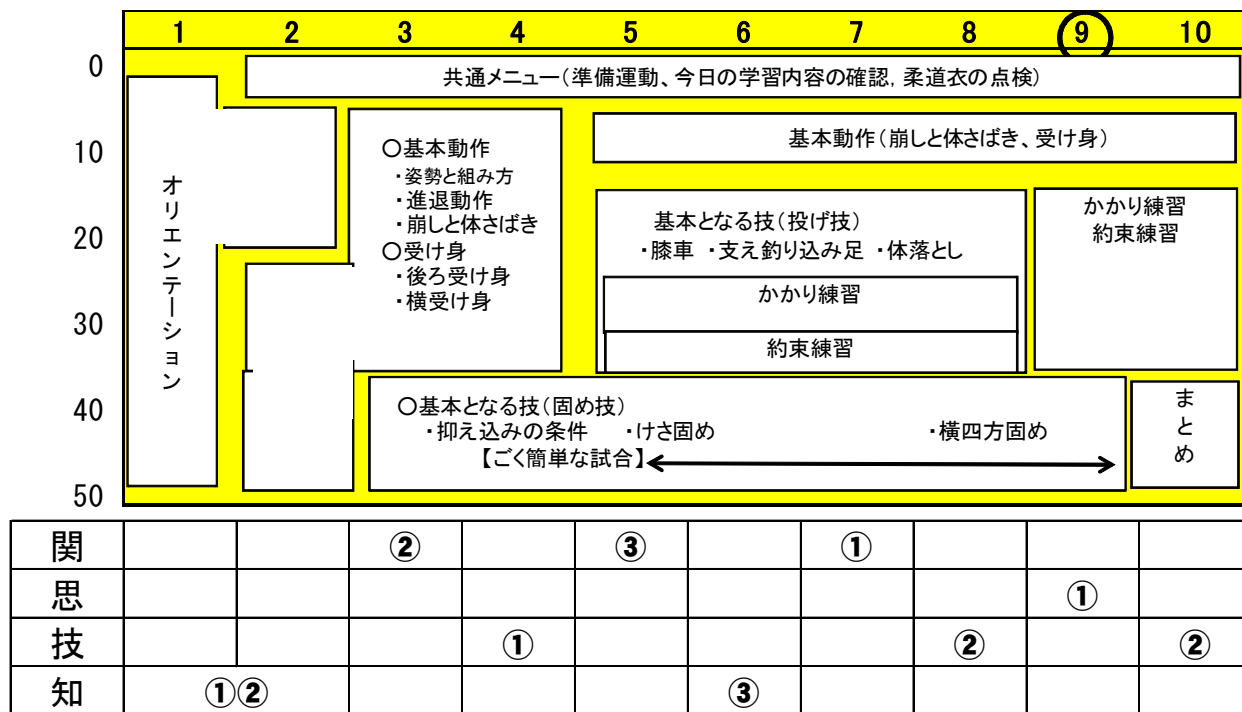 1 2 3 4 5 6 7 8 9 10
0
共通メニュー(準備運動、今日の学習内容の確認, 柔道衣の点検)
10
オリエンテーション
○基本動作
・姿勢と組み方
・進退動作
・崩しと体さばき
○受け身
・後ろ受け身
・横受け身
基本動作(崩しと体さばき、受け身)
20
基本となる技(投げ技)
・膝車 ・支え釣り込み足 ・体落とし
かかり練習
約束練習
かかり練習
約束練習
30
40
○基本となる技(固め技)
・抑え込みの条件 ・けさ固め ・横四方固め
【ごく簡単な試合】
まとめ
50
関 ② ③ ①
思 ①
技 ① ② ②
知 ①② ③